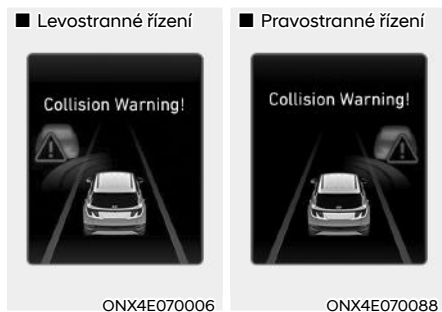 ■ Levostranné řízení
Collision Warning!
ONX4E070006
■ Pravostranné řízení
Collision Warning!
ONX4E070088